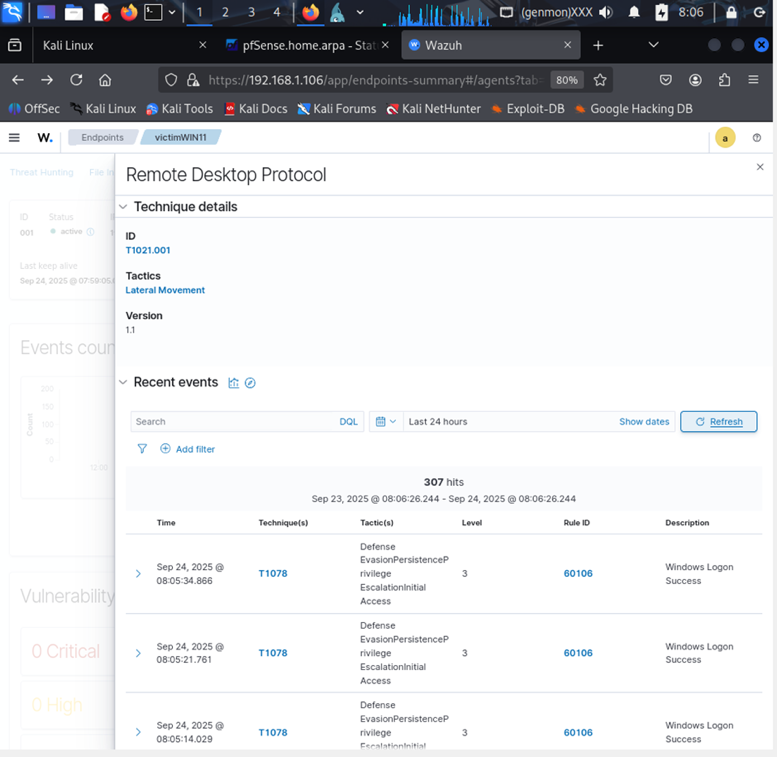 1 2 3 4 (genmon)XXX 8:06
Kali Linux pfSense.home.arpa - Stat Wazuh
https://192.168.1.106/app/endpoints-summary#/agents?tab= 80%
OffSec Kali Linux Kali Tools Kali Docs Kali Forums Kali NetHunter Exploit-DB Google Hacking DB
W. Endpoints victimWIN11 a
Threat Hunting File In
Remote Desktop Protocol
Technique details
ID Status
001 active
Last keep alive
Sep 24, 2025 @ 07:59:05.
ID
T1021.001
Tactics
Lateral Movement
Version
1.1
Events coun
200
150
100
50
0
Count
12:00
Recent events
Search DQL Last 24 hours Show dates Refresh
Add filter
307 hits
Sep 23, 2025 @ 08:06:26.244 - Sep 24, 2025 @ 08:06:26.244
Time Technique(s) Tactic(s) Level Rule ID Description
Sep 24, 2025 @
08:05:34.866
T1078
Defense
EvasionPersistenceP
rivilege
EscalationInitial
Access
3
60106
Windows Logon
Success
Sep 24, 2025 @
08:05:21.761
T1078
Defense
EvasionPersistenceP
rivilege
EscalationInitial
Access
3
60106
Windows Logon
Success
Sep 24, 2025 @
08:05:14.029
T1078
Defense
EvasionPersistenceP
rivilege
EscalationInitial
3
60106
Windows Logon
Success
Vulnerability
0 Critical
0 High